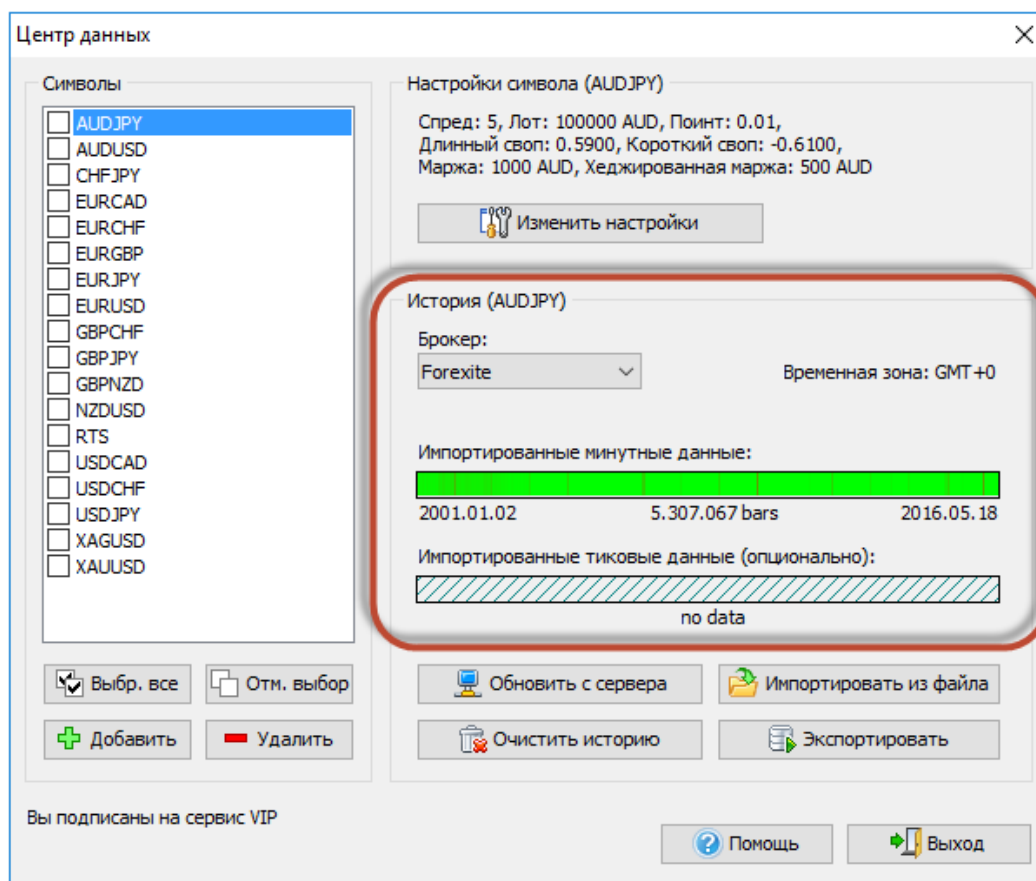 Центр данных
Символы
AUDJPY
AUDUSD
CHFJPY
EURCAD
EURCHF
EURGBP
EURJPY
EURUSD
GBPCHF
GBPJPY
GBPNZD
NZDUSD
RTS
USDCAD
USDCHF
USDJPY
XAGUSD
XAUUSD
Выбр. все
Отм. выбор
Добавить
Удалить
Настройки символа (AUDJPY)
Спред: 5, Лот: 100000 AUD, Поинт: 0.01,
Длинный своп: 0.5900, Короткий своп: -0.6100,
Маржа: 1000 AUD, Хеджированная маржа: 500 AUD
Изменить настройки
История (AUDJPY)
Брокер:
Forexite
Временная зона: GMT+0
Импортированные минутные данные:
2001.01.02 5.307.067 bars 2016.05.18
Импортированные тиковые данные (опционально):
no data
Обновить с сервера
Импортировать из файла
Очистить историю
Экспортировать
Вы подписаны на сервис VIP
Помощь
Выход